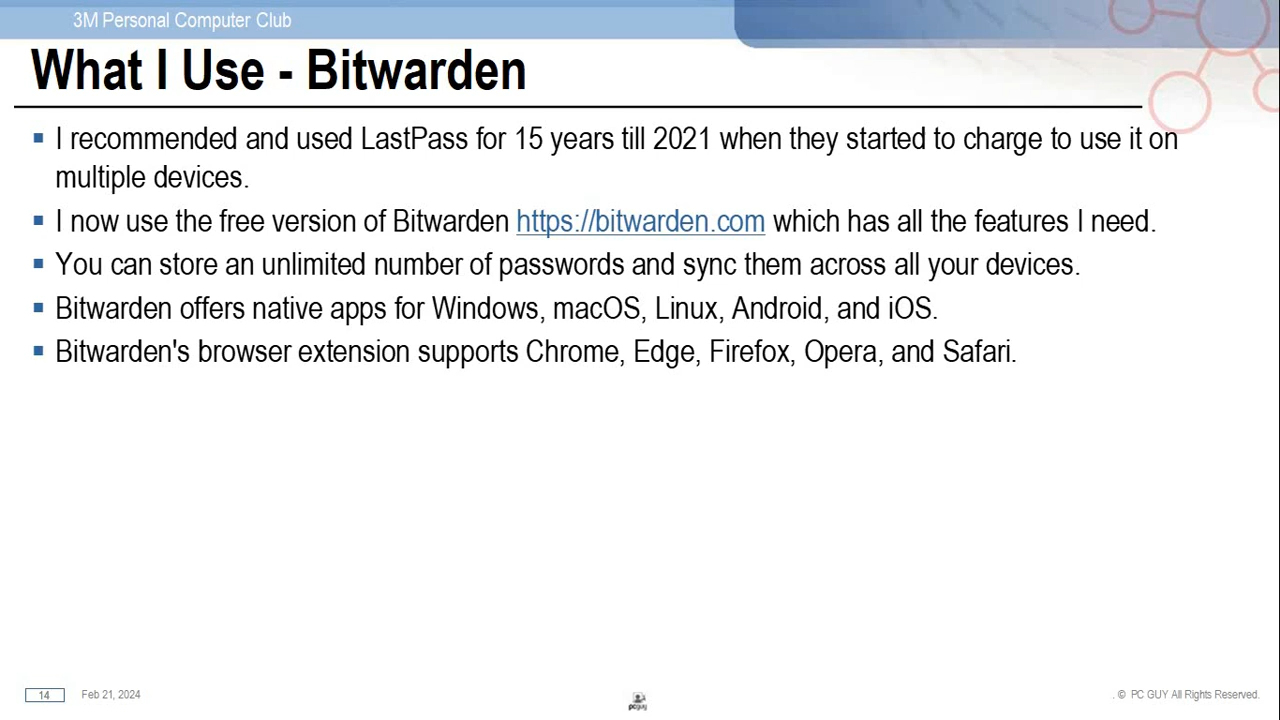 3M Personal Computer Club
What I Use - Bitwarden
▪ I recommended and used LastPass for 15 years till 2021 when they started to charge to use it on
multiple devices.
▪ I now use the free version of Bitwarden https://bitwarden.com which has all the features I need.
▪ You can store an unlimited number of passwords and sync them across all your devices.
▪ Bitwarden offers native apps for Windows, macOS, Linux, Android, and iOS.
▪ Bitwarden's browser extension supports Chrome, Edge, Firefox, Opera, and Safari.
14 Feb 21, 2024 . © PC GUY All Rights Reserved.